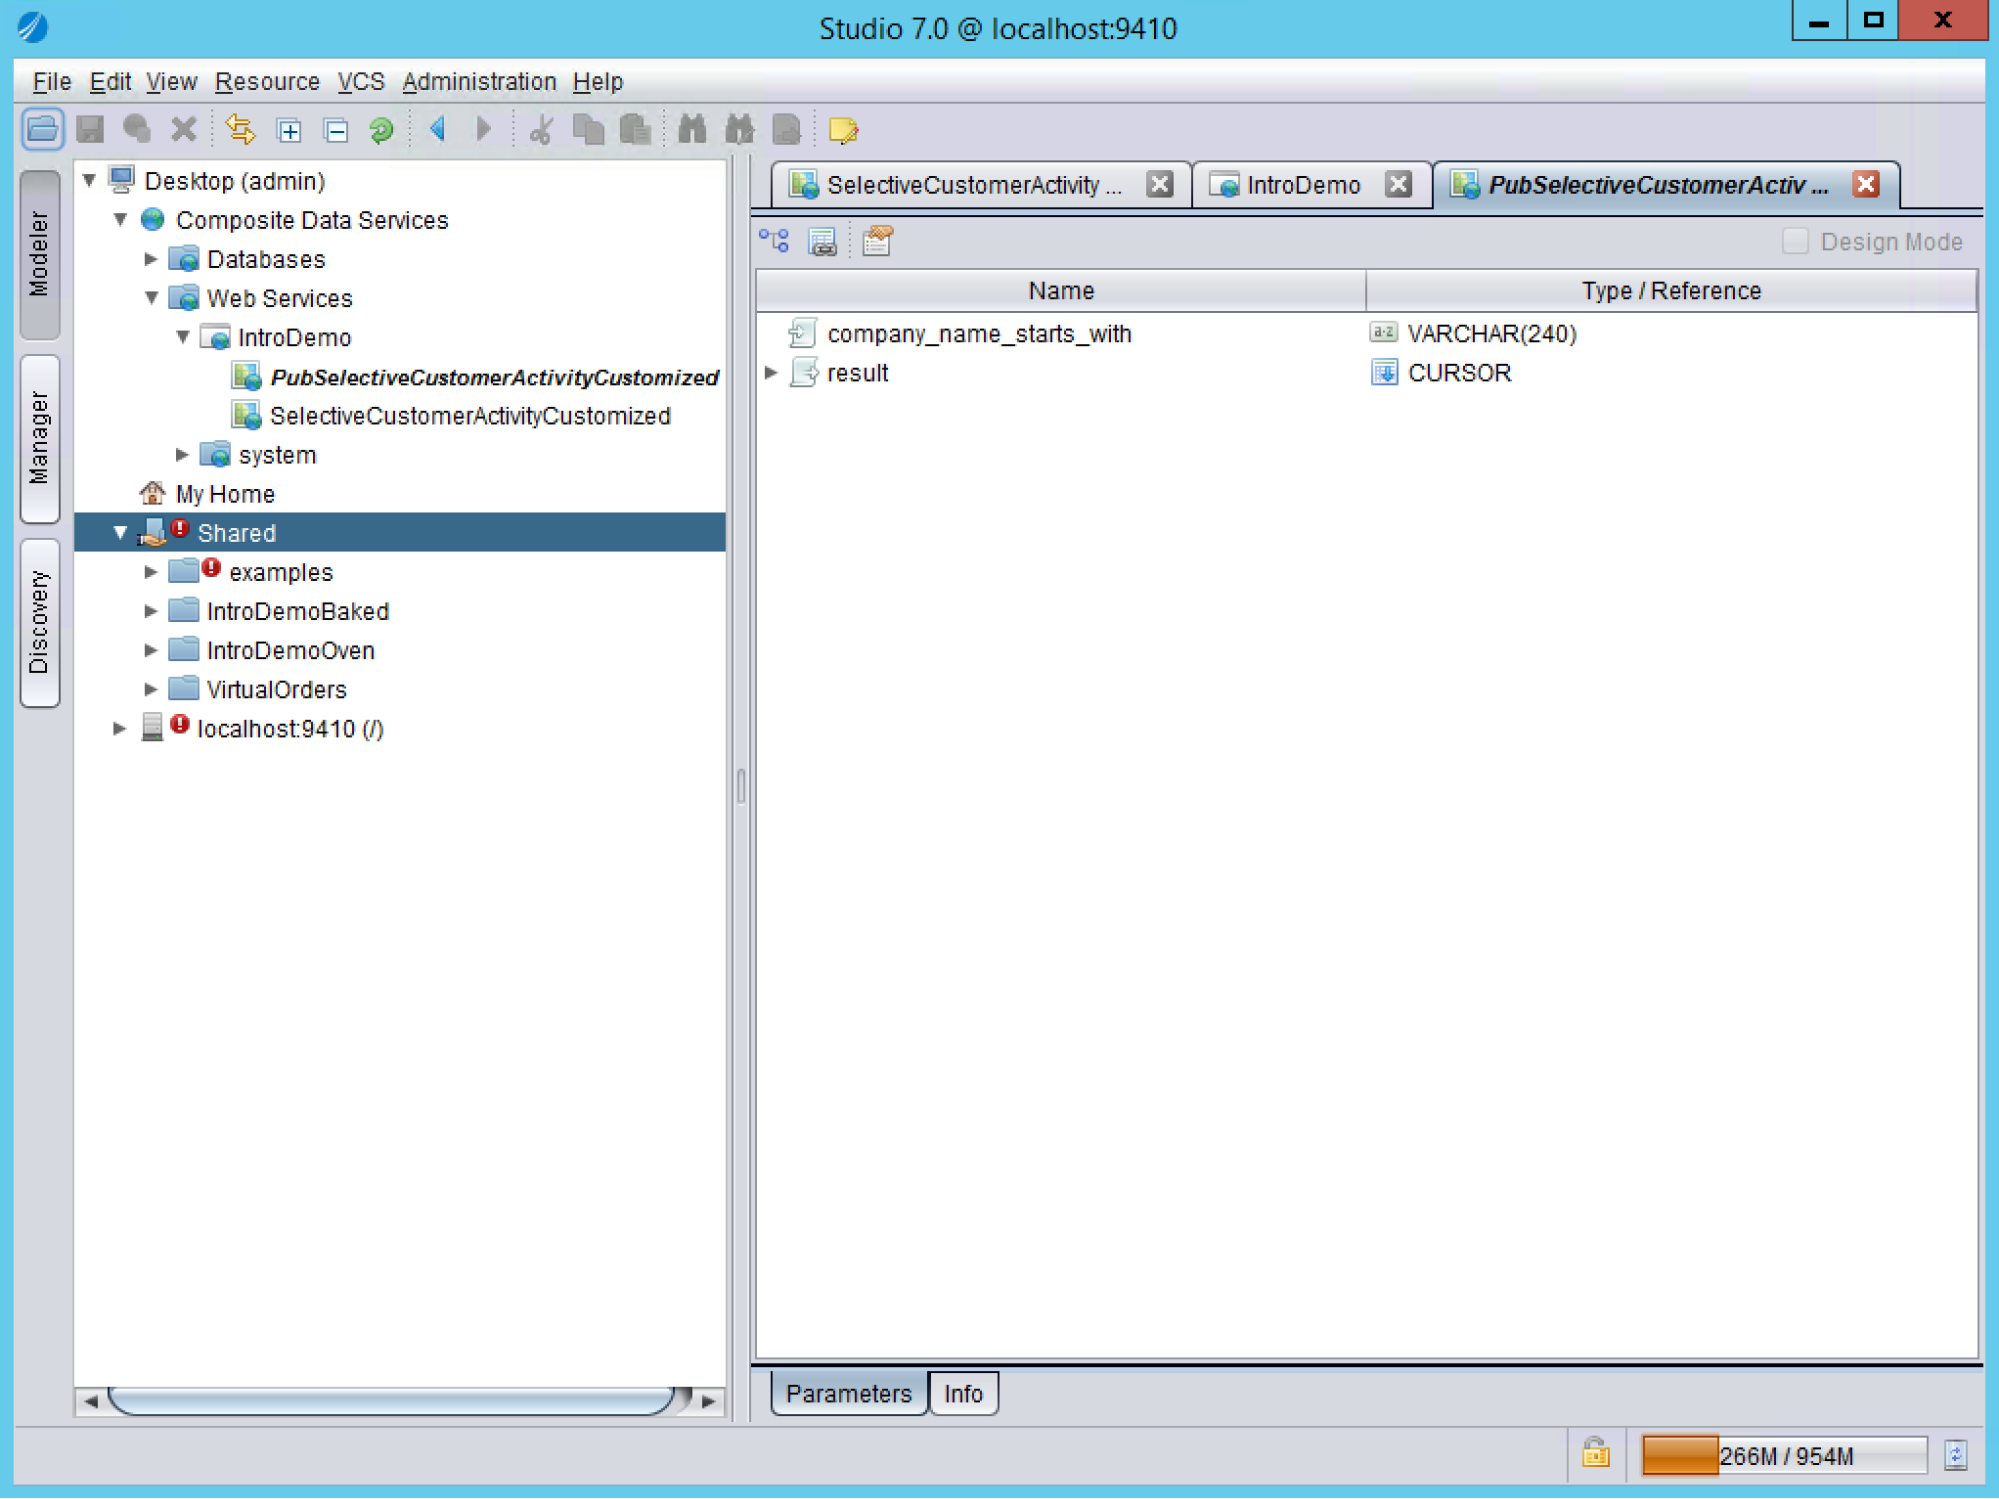 Studio 7.0 @ localhost:9410
File Edit View Resource VCS Administration Help
Modeler
Manager
Discovery
Desktop (admin)
Composite Data Services
Databases
Web Services
IntroDemo
PubSelectiveCustomerActivityCustomized
SelectiveCustomerActivityCustomized
system
My Home
Shared
examples
IntroDemoBaked
IntroDemoOven
VirtualOrders
localhost:9410 (/)
SelectiveCustomerActivity ... IntroDemo PubSelectiveCustomerActiv ...
Design Mode
Name Type / Reference
company_name_starts_with a-z VARCHAR(240)
result CURSOR
Parameters Info
266M / 954M